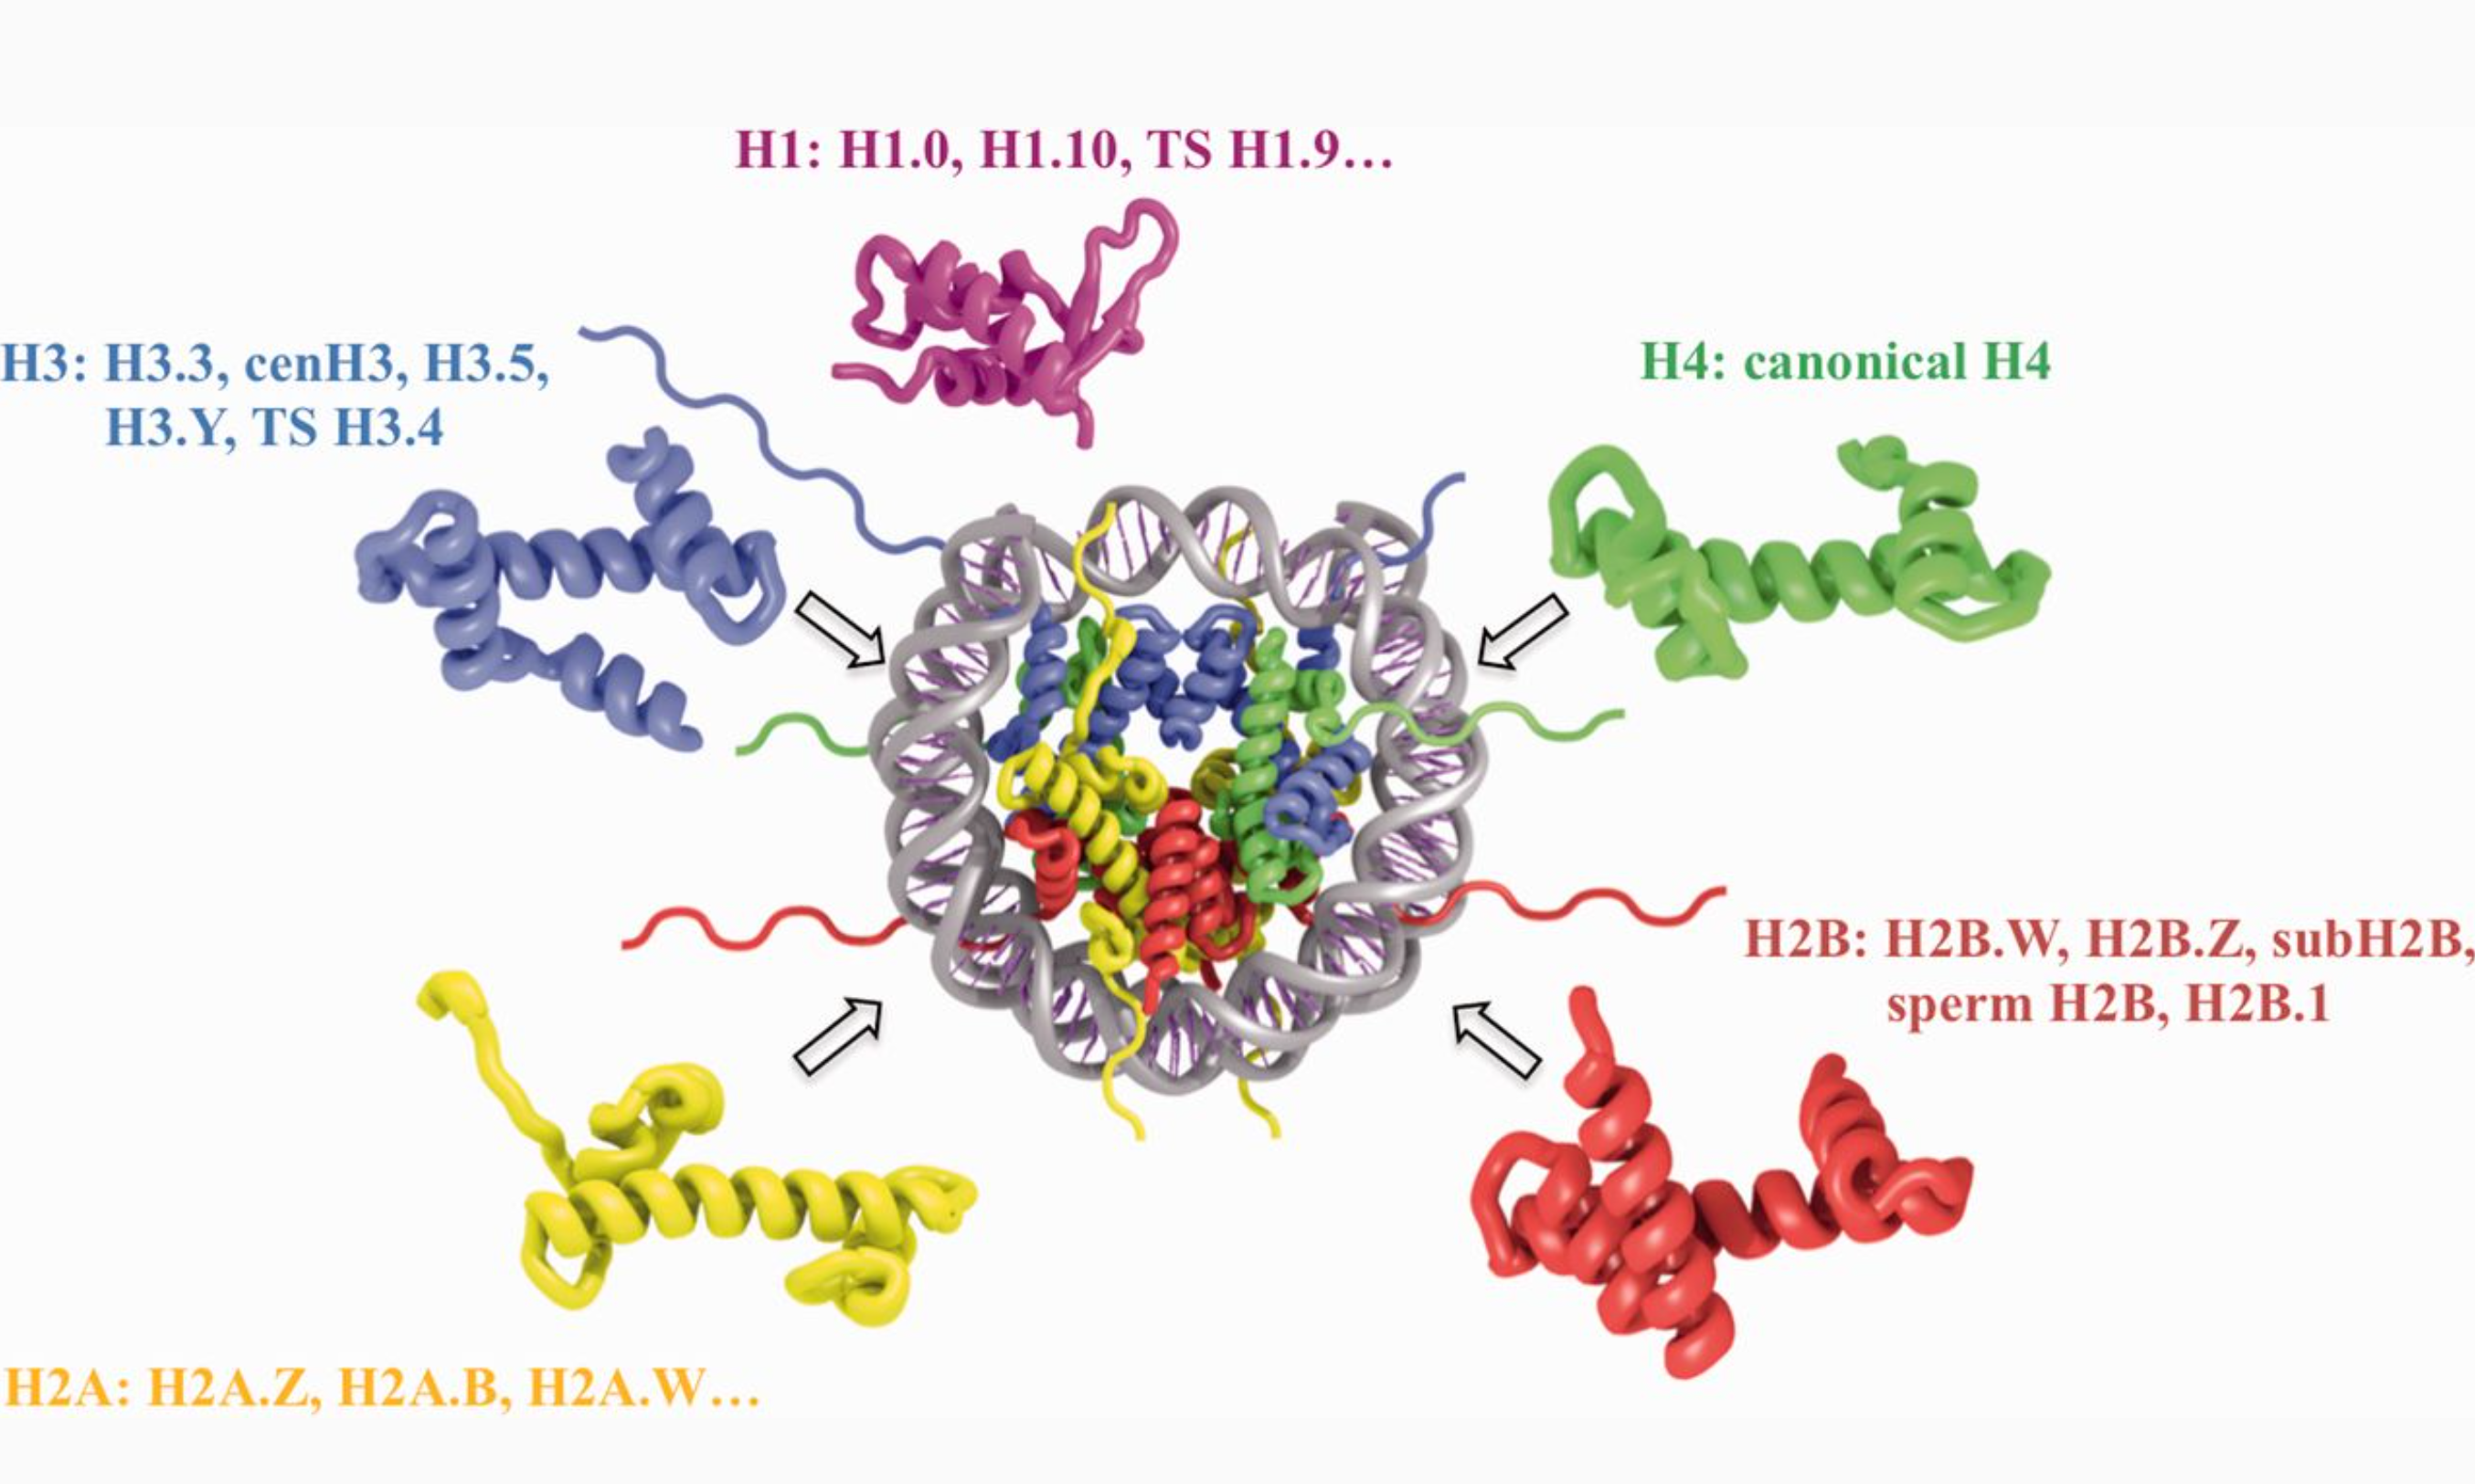 H1: H1.0, H1.10, TS H1.9…
H3: H3.3, cenH3, H3.5,
H3.Y, TS H3.4
H4: canonical H4
H2B: H2B.W, H2B.Z, subH2B,
sperm H2B, H2B.1
H2A: H2A.Z, H2A.B, H2A.W…